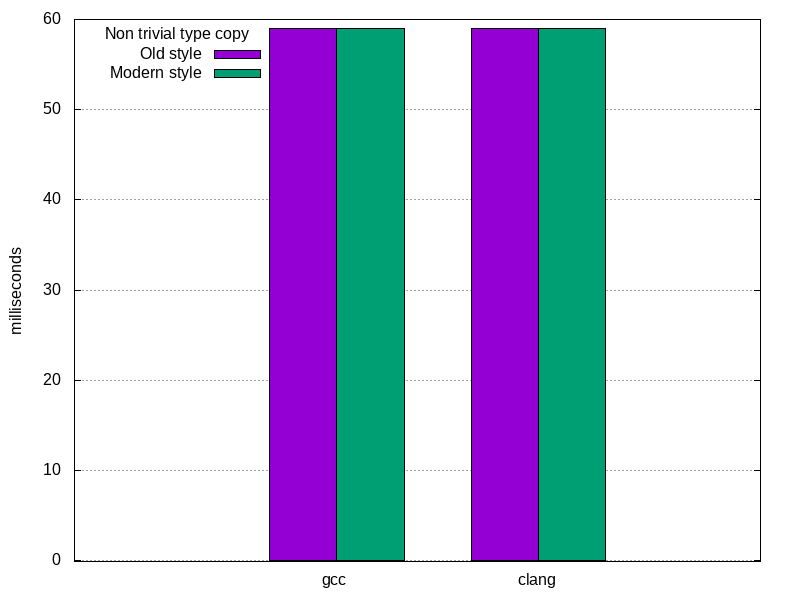 60
50
40
30
20
10
0
milliseconds
Non trivial type copy
Old style
Modern style
gcc
clang